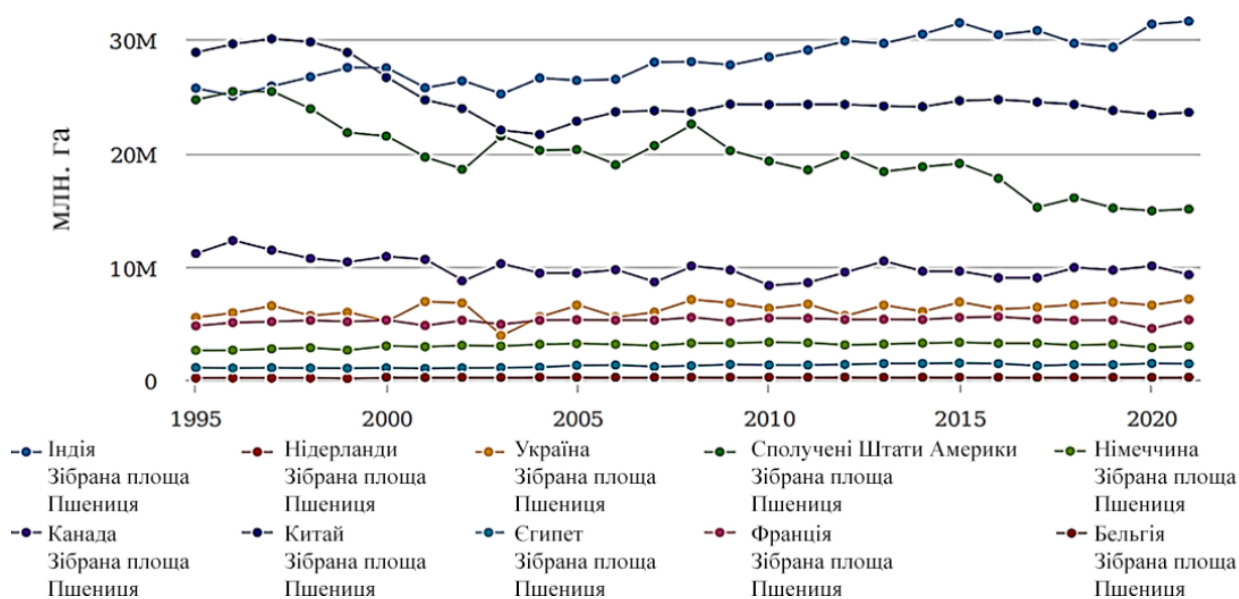 млн. га
30M
20M
10M
0
1995 2000 2005 2010 2015 2020
Індія
Зібрана площа
Пшениця
Нідерланди
Зібрана площа
Пшениця
Україна
Зібрана площа
Пшениця
Сполучені Штати Америки
Зібрана площа
Пшениця
Німеччина
Зібрана площа
Пшениця
Канада
Зібрана площа
Пшениця
Китай
Зібрана площа
Пшениця
Єгипет
Зібрана площа
Пшениця
Франція
Зібрана площа
Пшениця
Бельгія
Зібрана площа
Пшениця